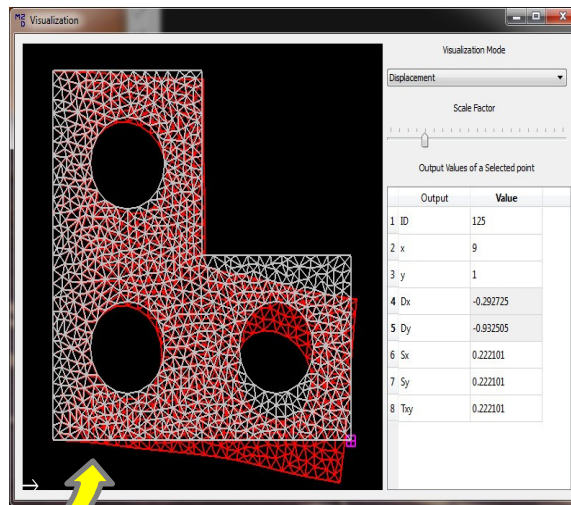 M2D Visualization
Visualization Mode
Displacement
Scale Factor
Output Values of a Selected point
Output Value
1 ID 125
2 x 9
3 y 1
4 Dx -0.292725
5 Dy -0.932505
6 Sx 0.222101
7 Sy 0.222101
8 Txy 0.222101